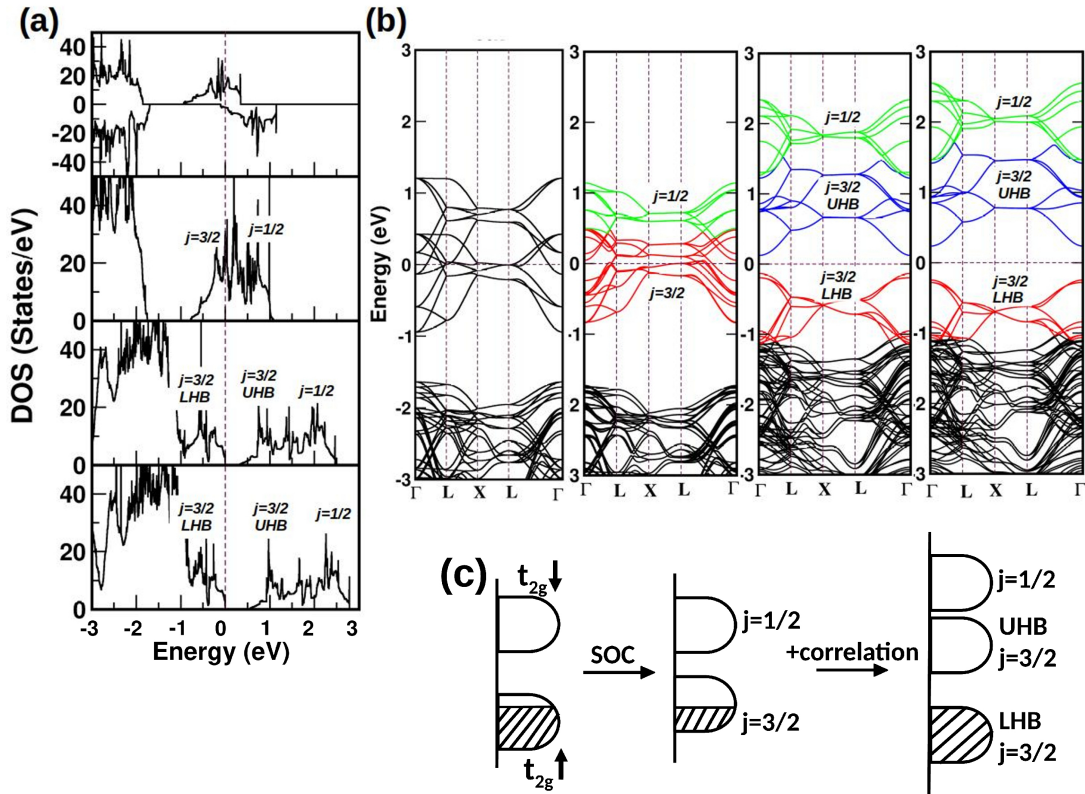 (a)
DOS (States/eV)
40
20
0
-20
-40
40
20
0
j=3/2
j=1/2
40
20
0
j=3/2
LHB
j=3/2
UHB
j=1/2
40
20
0
j=3/2
LHB
j=3/2
UHB
j=1/2
-3 -2 -1 0 1 2 3
Energy (eV)
(b)
Energy (eV)
3
2
1
0
-1
-2
-3
Γ L X L Γ
3
2
1
0
-1
-2
-3
j=1/2
j=3/2
Γ L X L Γ
3
2
1
0
-1
-2
-3
j=1/2
j=3/2
UHB
j=3/2
LHB
Γ L X L Γ
3
2
1
0
-1
2
-3
j=1/2
j=3/2
UHB
j=3/2
LHB
Γ L X L Γ
(c)
t2g
t2g
SOC
j=1/2
j=3/2
+correlation
j=1/2
UHB
j=3/2
LHB
j=3/2